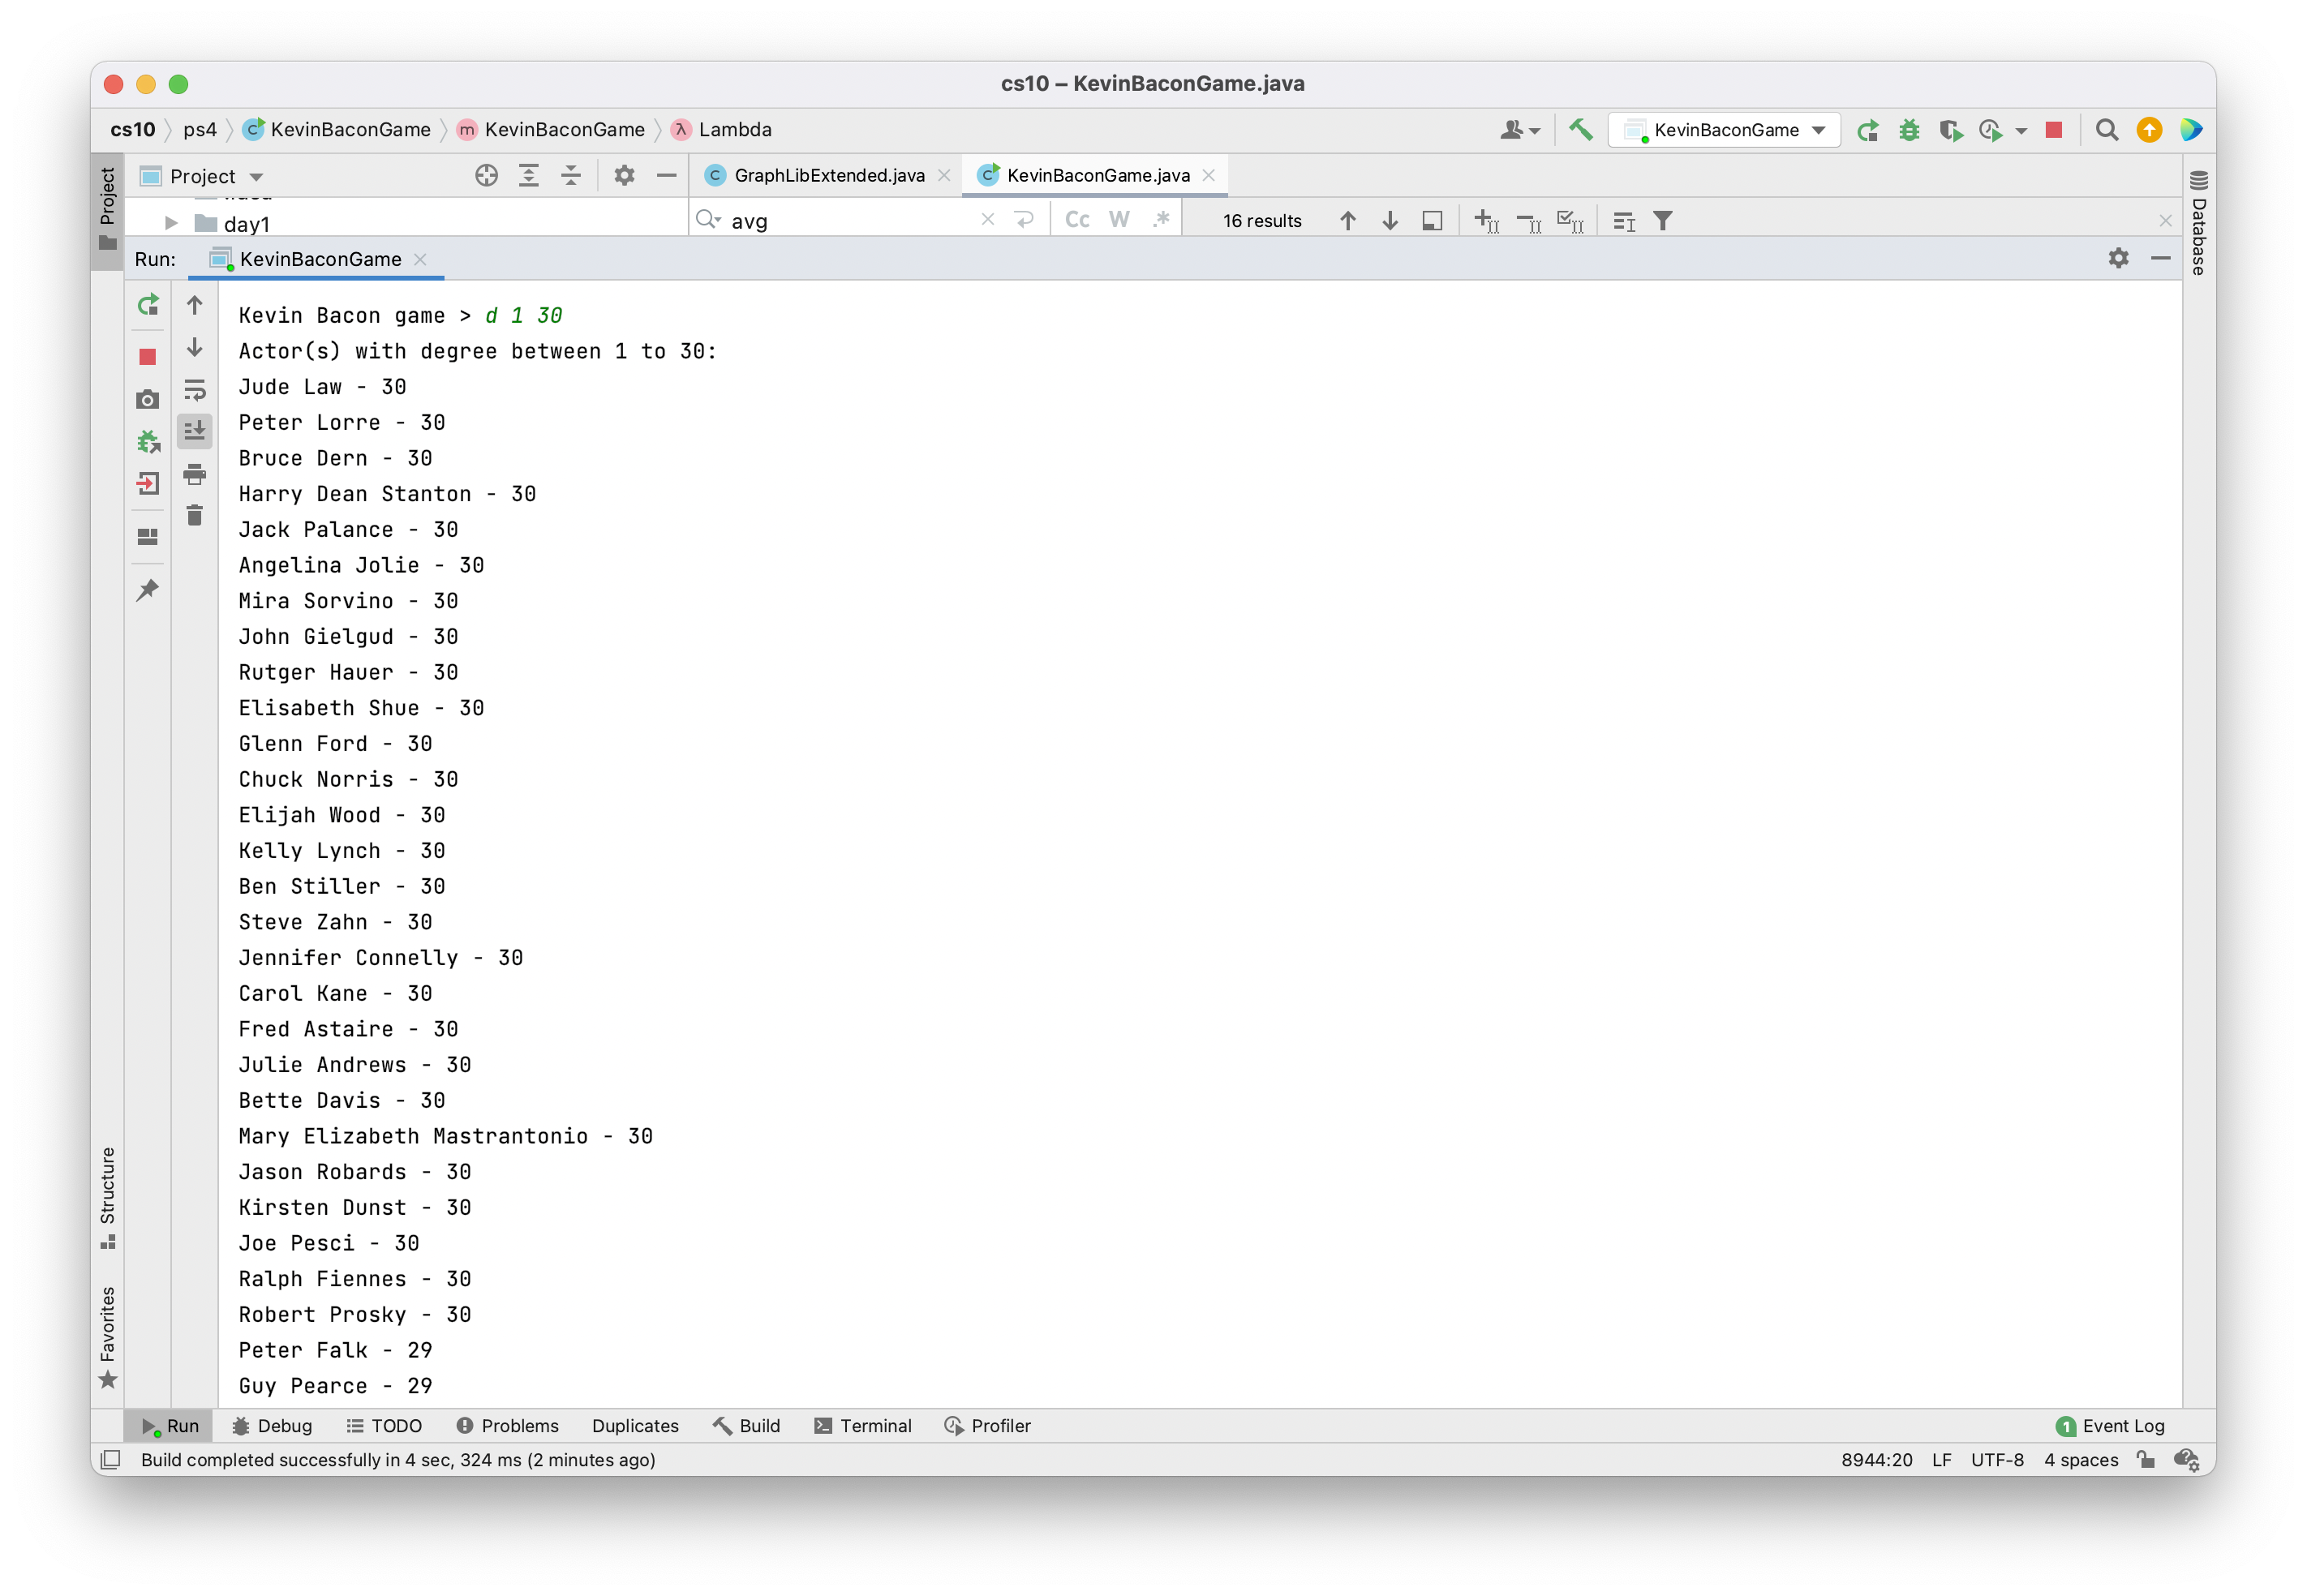 cs10 – KevinBaconGame.java
cs10 ps4 KevinBaconGame KevinBaconGame Lambda KevinBaconGame
Project Project GraphLibExtended.java KevinBaconGame.java
day1 avg Cc W .* 16 results
Database
Run: KevinBaconGame
Kevin Bacon game > d 1 30
Actor(s) with degree between 1 to 30:
Jude Law - 30
Peter Lorre - 30
Bruce Dern - 30
Harry Dean Stanton - 30
Jack Palance - 30
Angelina Jolie - 30
Mira Sorvino - 30
John Gielgud - 30
Rutger Hauer - 30
Elisabeth Shue - 30
Glenn Ford - 30
Chuck Norris - 30
Elijah Wood - 30
Kelly Lynch - 30
Ben Stiller - 30
Steve Zahn - 30
Jennifer Connelly - 30
Carol Kane - 30
Fred Astaire - 30
Julie Andrews - 30
Bette Davis - 30
Mary Elizabeth Mastrantonio - 30
Jason Robards - 30
Kirsten Dunst - 30
Joe Pesci - 30
Ralph Fiennes - 30
Robert Prosky - 30
Peter Falk - 29
Guy Pearce - 29
Structure
Favorites
Run Debug TODO Problems Duplicates Build Terminal Profiler 1 Event Log
Build completed successfully in 4 sec, 324 ms (2 minutes ago) 8944:20 LF UTF-8 4 spaces